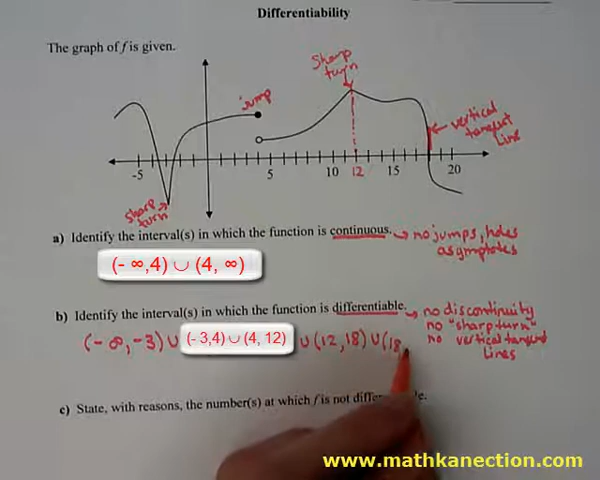 Differentiability
The graph of f is given.
Sharp
turn
jump
vertical
tangent
Line
-5
5
10
12
15
20
sharp
turn
a) Identify the interval(s) in which the function is continuous. → no jumps, holes
asymptotes
(- ∞,4) ∪ (4, ∞)
b) Identify the interval(s) in which the function is differentiable. → no discontinuity
no "sharp turn"
no vertical tangent
Lines
(-∞,-3) ∪ (- 3,4) ∪ (4, 12) ∪ (12,18) ∪ (18,
c) State, with reasons, the number(s) at which f is not
www.mathkanection.com